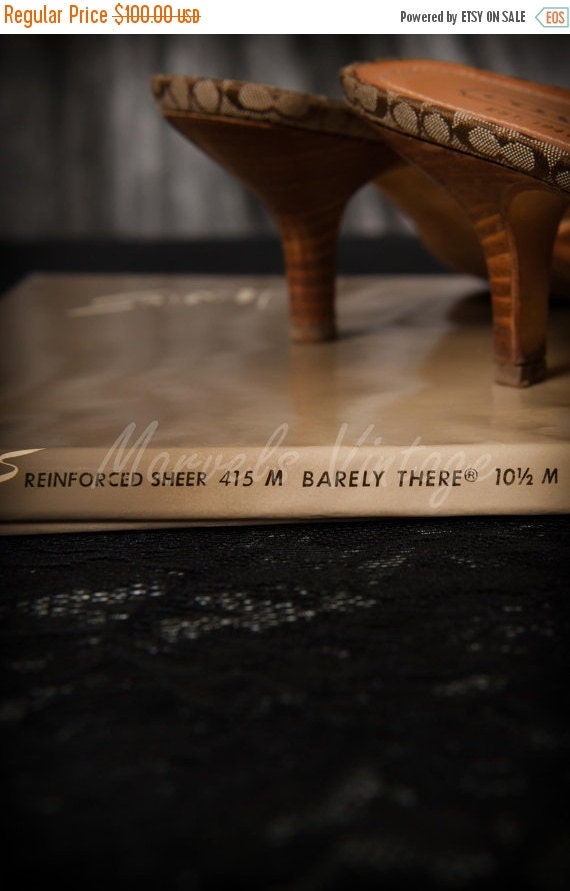 Regular Price $100.00 USD
Powered by ETSY ON SALE EOS
REINFORCED SHEER 415 M BARELY THERE® 10½ M
Marvels Vintage